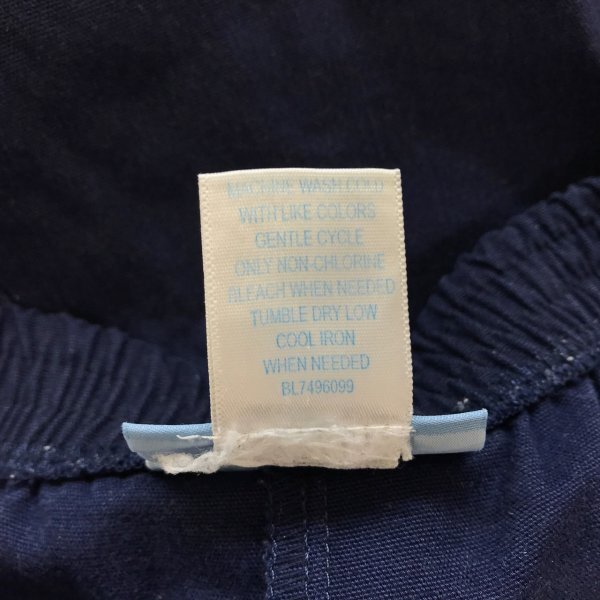 MACHINE WASH COLD
WITH LIKE COLORS
GENTLE CYCLE
ONLY NON-CHLORINE
BLEACH WHEN NEEDED
TUMBLE DRY LOW
COOL IRON
WHEN NEEDED
BL7496099